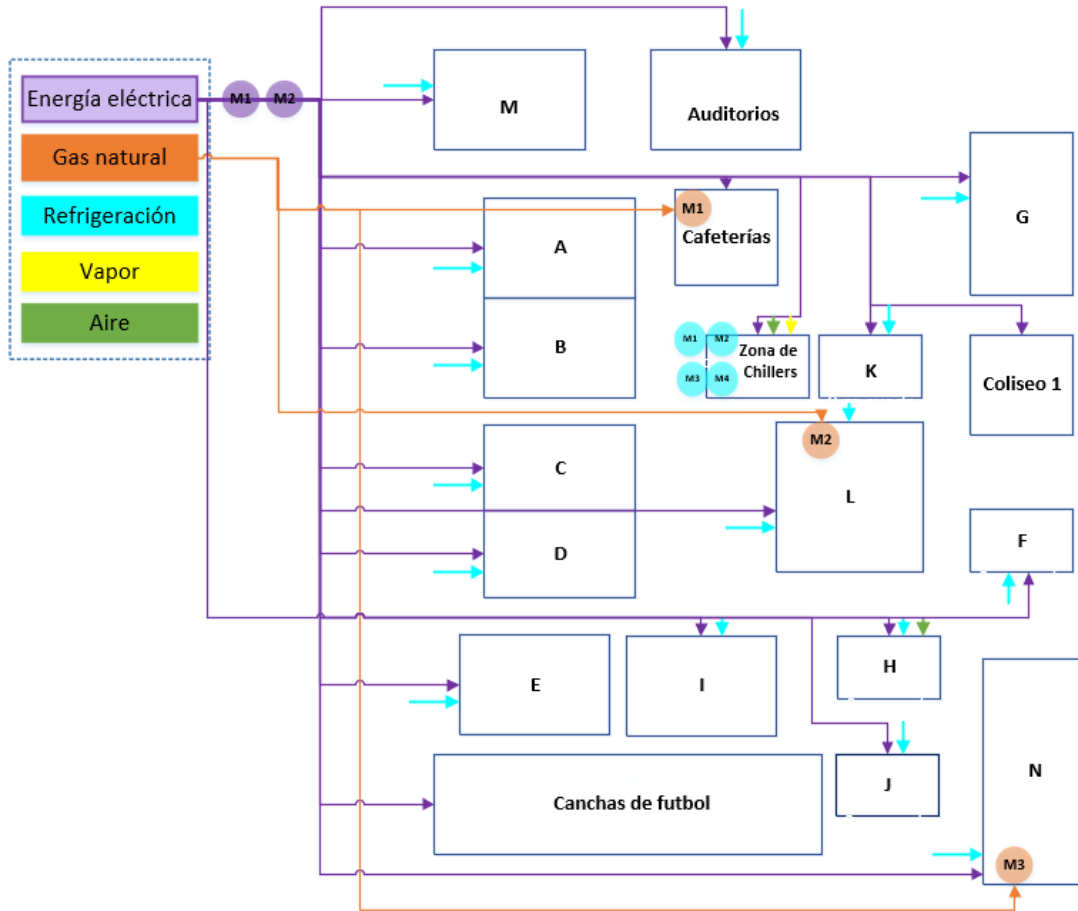 Energía eléctrica
M1
M2
Gas natural
Refrigeración
Vapor
Aire
M
Auditorios
G
M1
Cafeterías
A
B
M1
M2
M3
M4
Zona de
Chillers
K
Coliseo 1
M2
L
C
D
F
E
I
H
J
N
Canchas de futbol
M3